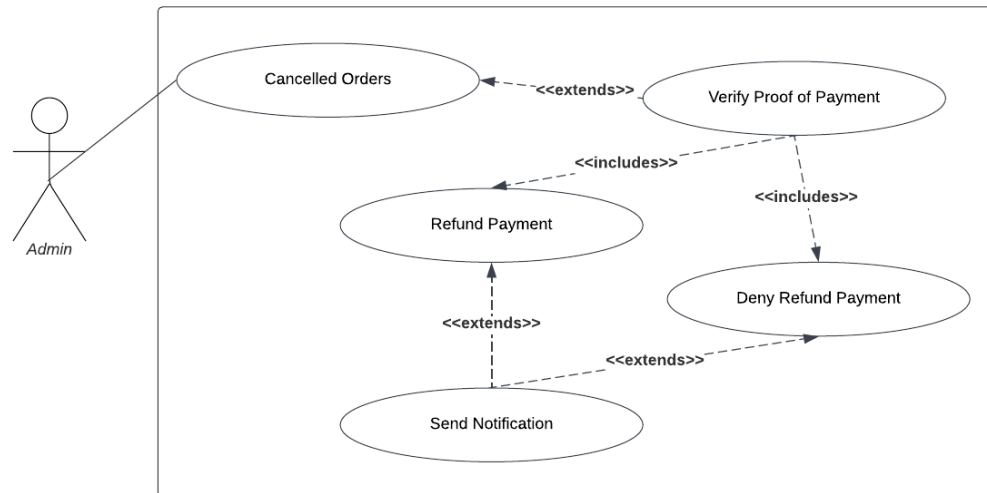 Cancelled Orders
<<extends>>
Verify Proof of Payment
<<includes>>
<<includes>>
Refund Payment
Admin
Deny Refund Payment
<<extends>>
<<extends>>
Send Notification